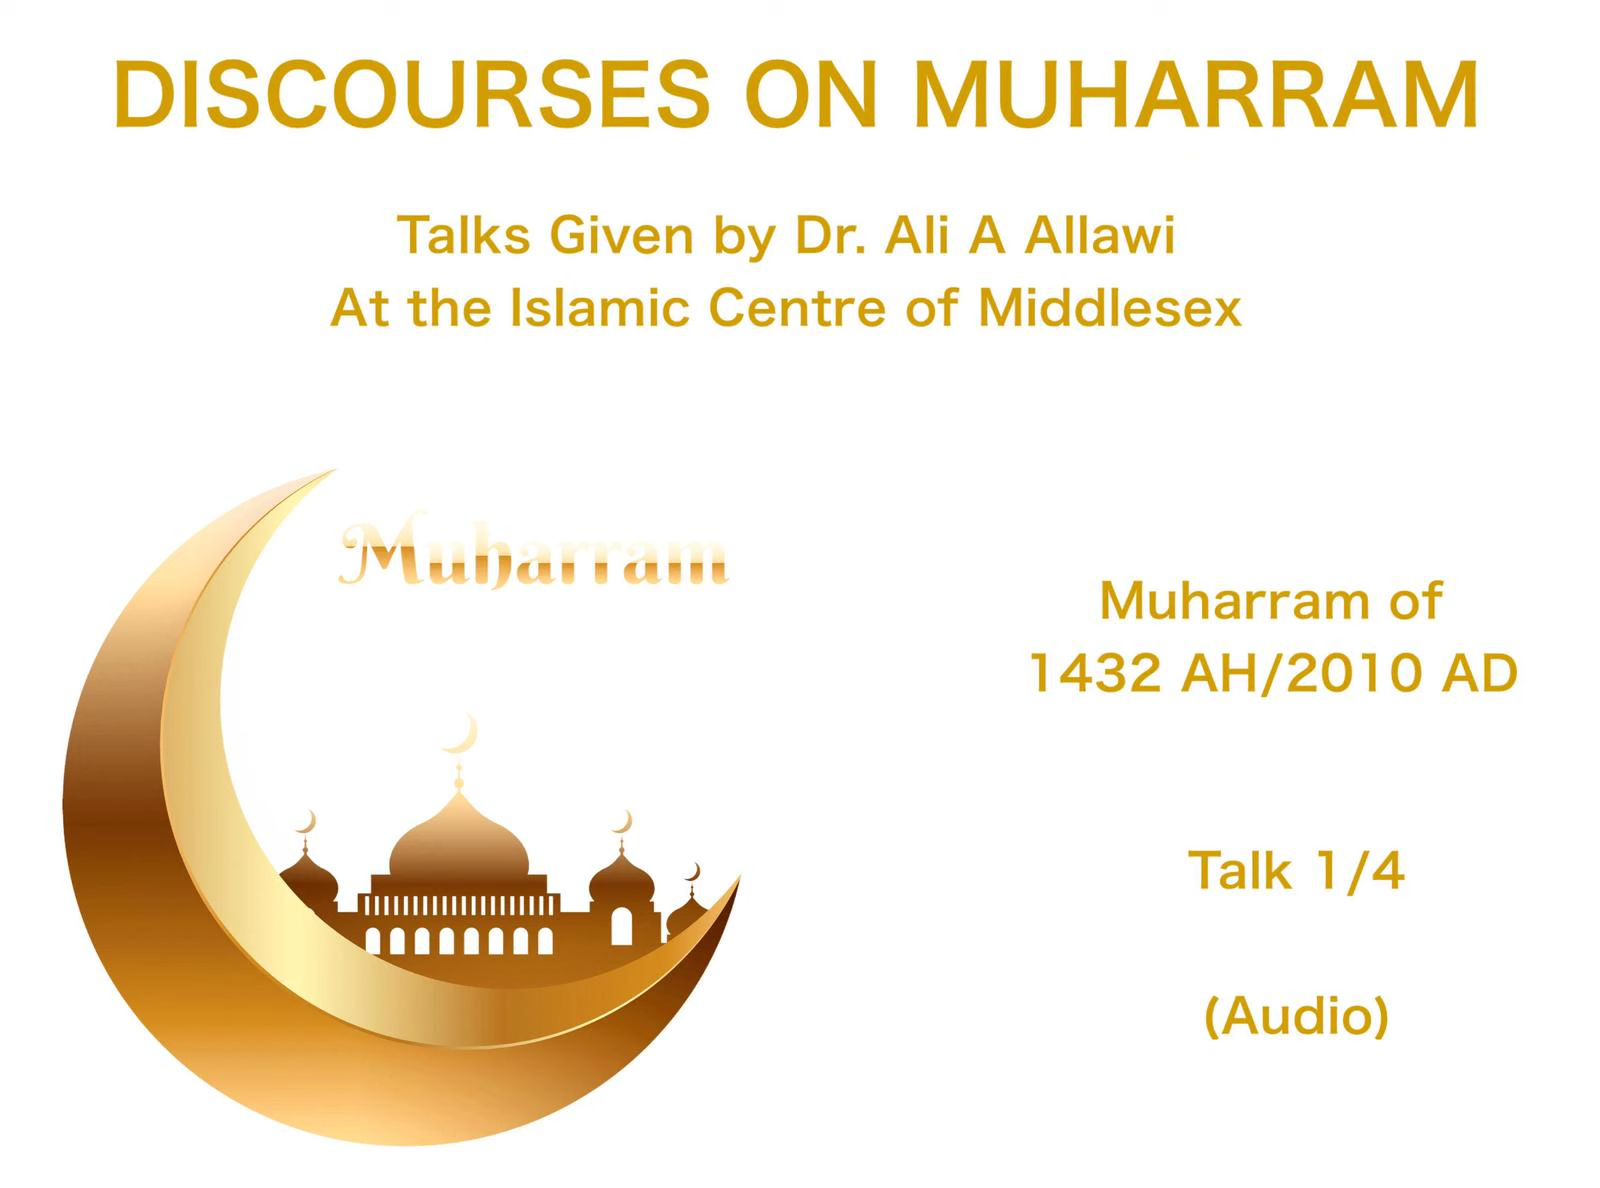 DISCOURSES ON MUHARRAM
Talks Given by Dr. Ali A Allawi
At the Islamic Centre of Middlesex
Muharram
Muharram of
1432 AH/2010 AD
Talk 1/4
(Audio)